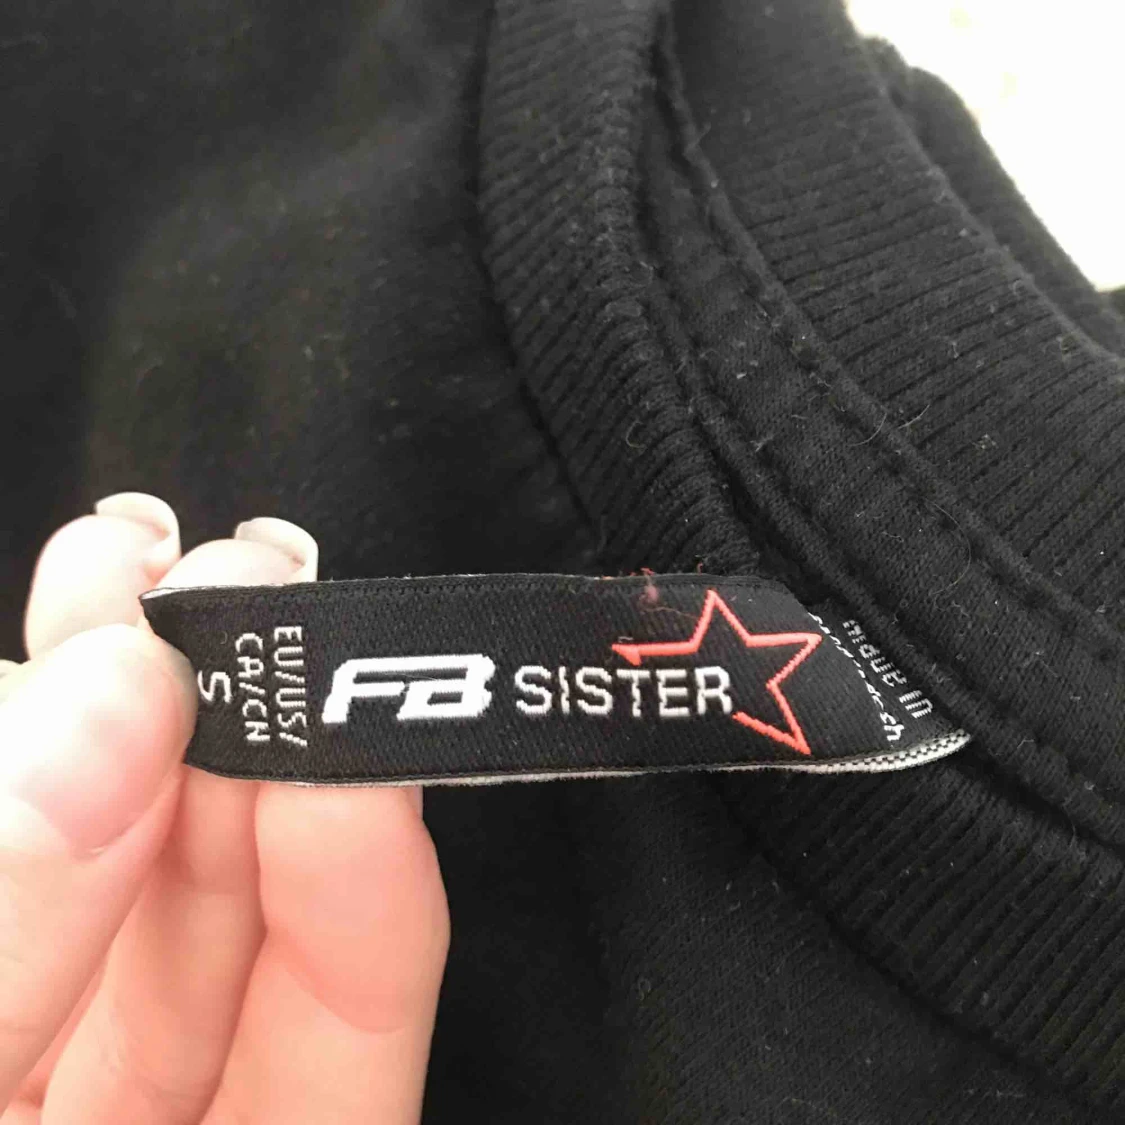 FB SISTER
EU/US/
CA/CN
S
Made in